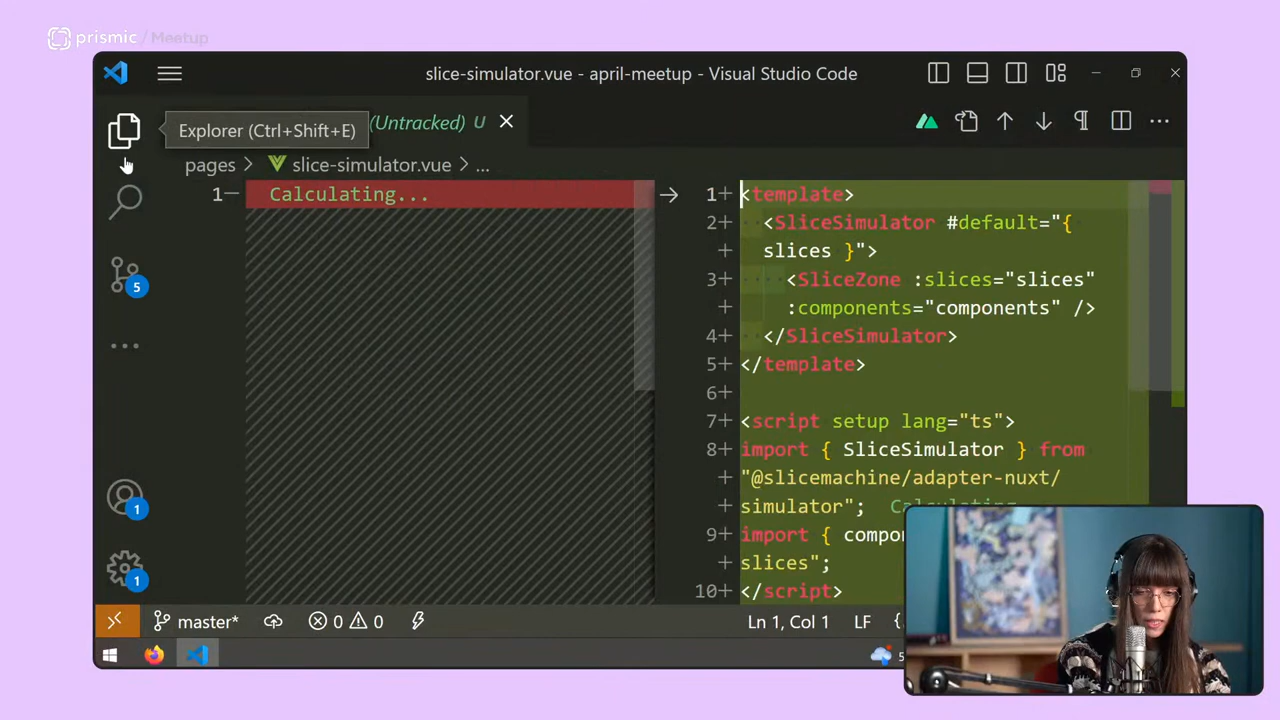 prismic / Meetup
slice-simulator.vue - april-meetup - Visual Studio Code
Explorer (Ctrl+Shift+E)
(Untracked) U
pages > slice-simulator.vue > ...
1 — Calculating...
1+ <template>
2+ <SliceSimulator #default="{
+ slices }">
3+ <SliceZone :slices="slices"
+ :components="components" />
4+ </SliceSimulator>
5+ </template>
6+
7+ <script setup lang="ts">
8+ import { SliceSimulator } from
+ "@slicemachine/adapter-nuxt/
+ simulator"; Calculating
9+ import {
+ slices";
10+ </script>
5
1
1
master* 0 0 Ln 1, Col 1 LF {
5